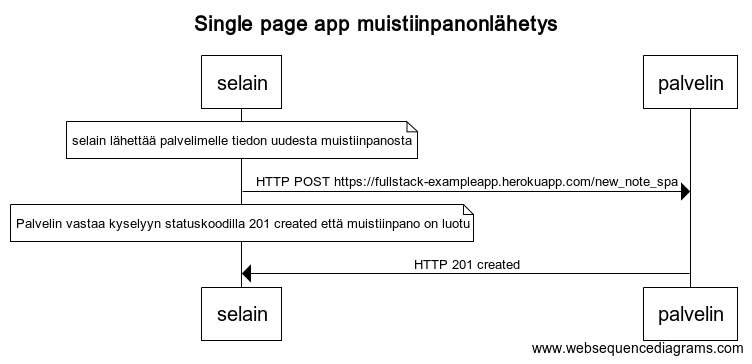 Single page app muistiinpanonlähetys
selain palvelin
selain lähettää palvelimelle tiedon uudesta muistiinpanosta
HTTP POST https://fullstack-exampleapp.herokuapp.com/new_note_spa
Palvelin vastaa kyselyyn statuskoodilla 201 created että muistiinpano on luotu
HTTP 201 created
selain palvelin
www.websequencediagrams.com